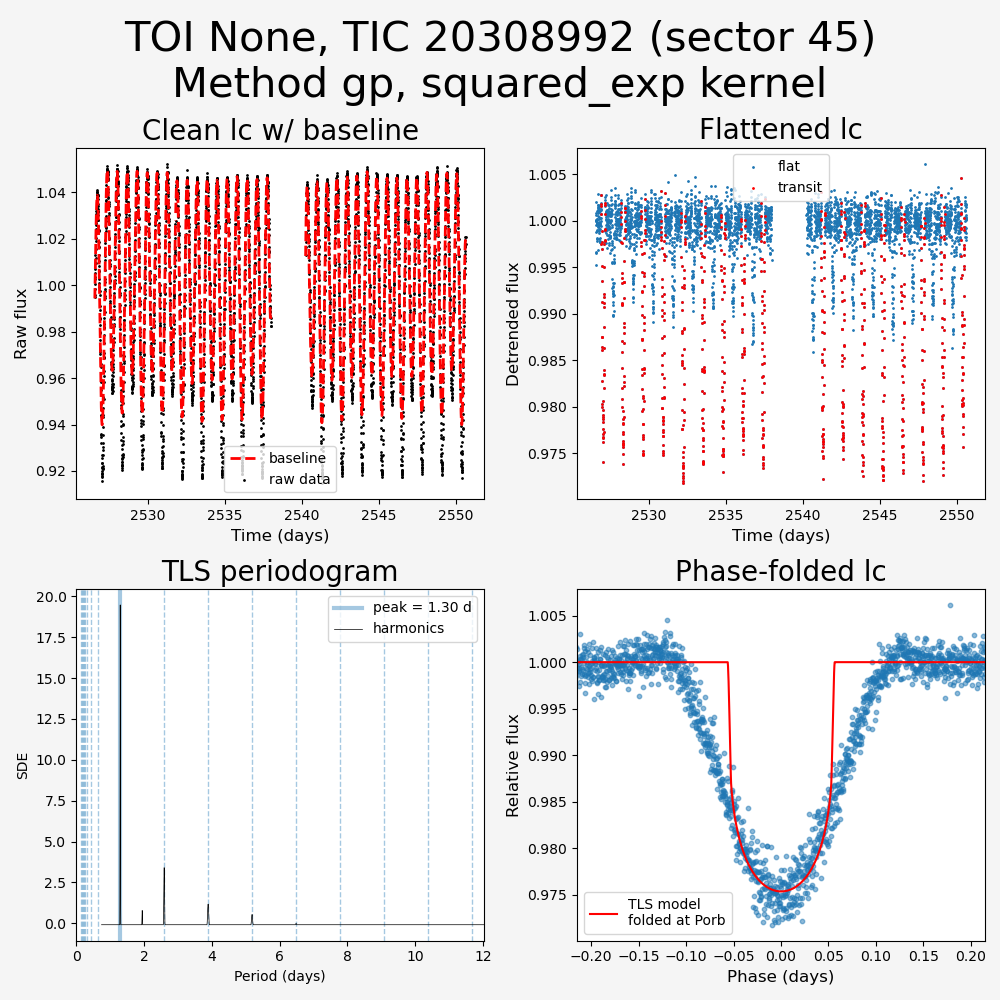 TOI None, TIC 20308992 (sector 45)
Method gp, squared_exp kernel
Clean lc w/ baseline
Raw flux
1.04
1.02
1.00
0.98
0.96
0.94
0.92
baseline
raw data
2530
2535
2540
2545
2550
Time (days)
Flattened lc
Detrended flux
1.005
1.000
0.995
0.990
0.985
0.980
0.975
flat
transit
2530
2535
2540
2545
2550
Time (days)
TLS periodogram
SDE
20.0
17.5
15.0
12.5
10.0
7.5
5.0
2.5
0.0
peak = 1.30 d
harmonics
0
2
4
6
8
10
12
Period (days)
Phase-folded lc
Relative flux
1.005
1.000
0.995
0.990
0.985
0.980
0.975
TLS model
folded at Porb
−0.20
−0.15
−0.10
−0.05
0.00
0.05
0.10
0.15
0.20
Phase (days)